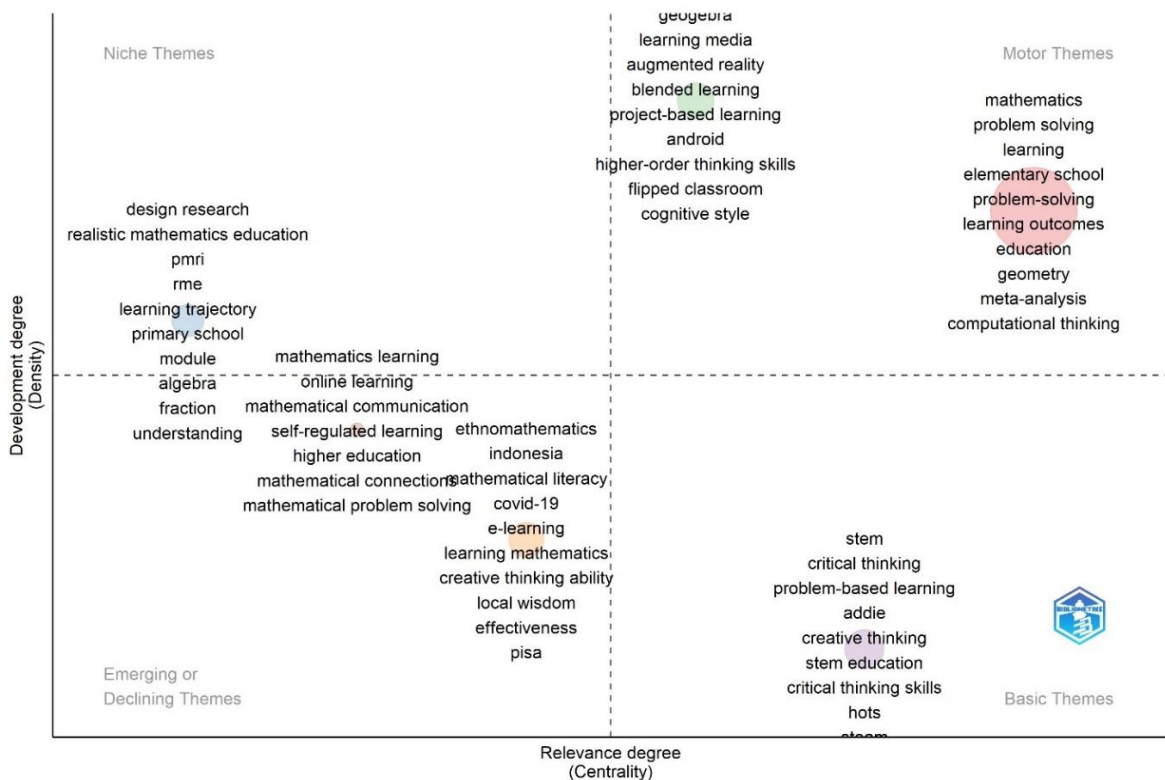 Niche Themes
Motor Themes
geogebra
learning media
augmented reality
blended learning
project-based learning
android
higher-order thinking skills
flipped classroom
cognitive style
mathematics
problem solving
learning
elementary school
problem-solving
learning outcomes
education
geometry
meta-analysis
computational thinking
design research
realistic mathematics education
pmri
rme
learning trajectory
primary school
module
algebra
fraction
understanding
mathematics learning
online learning
mathematical communication
self-regulated learning
higher education
mathematical connections
mathematical problem solving
ethnomathematics
indonesia
mathematical literacy
covid-19
e-learning
learning mathematics
creative thinking ability
local wisdom
effectiveness
pisa
stem
critical thinking
problem-based learning
addie
creative thinking
stem education
critical thinking skills
hots
steam
BIBLIOMETRIX
Emerging or
Declining Themes
Basic Themes
Development degree
(Density)
Relevance degree
(Centrality)